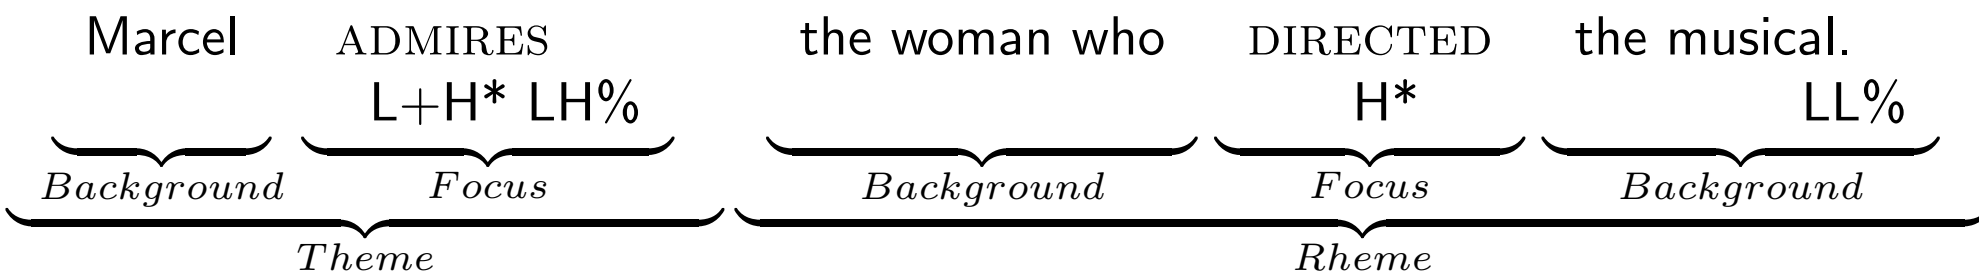 Marcel ADMIRES the woman who DIRECTED the musical.
L+H* LH% H* LL%
Background Focus Background Focus Background
Theme Rheme